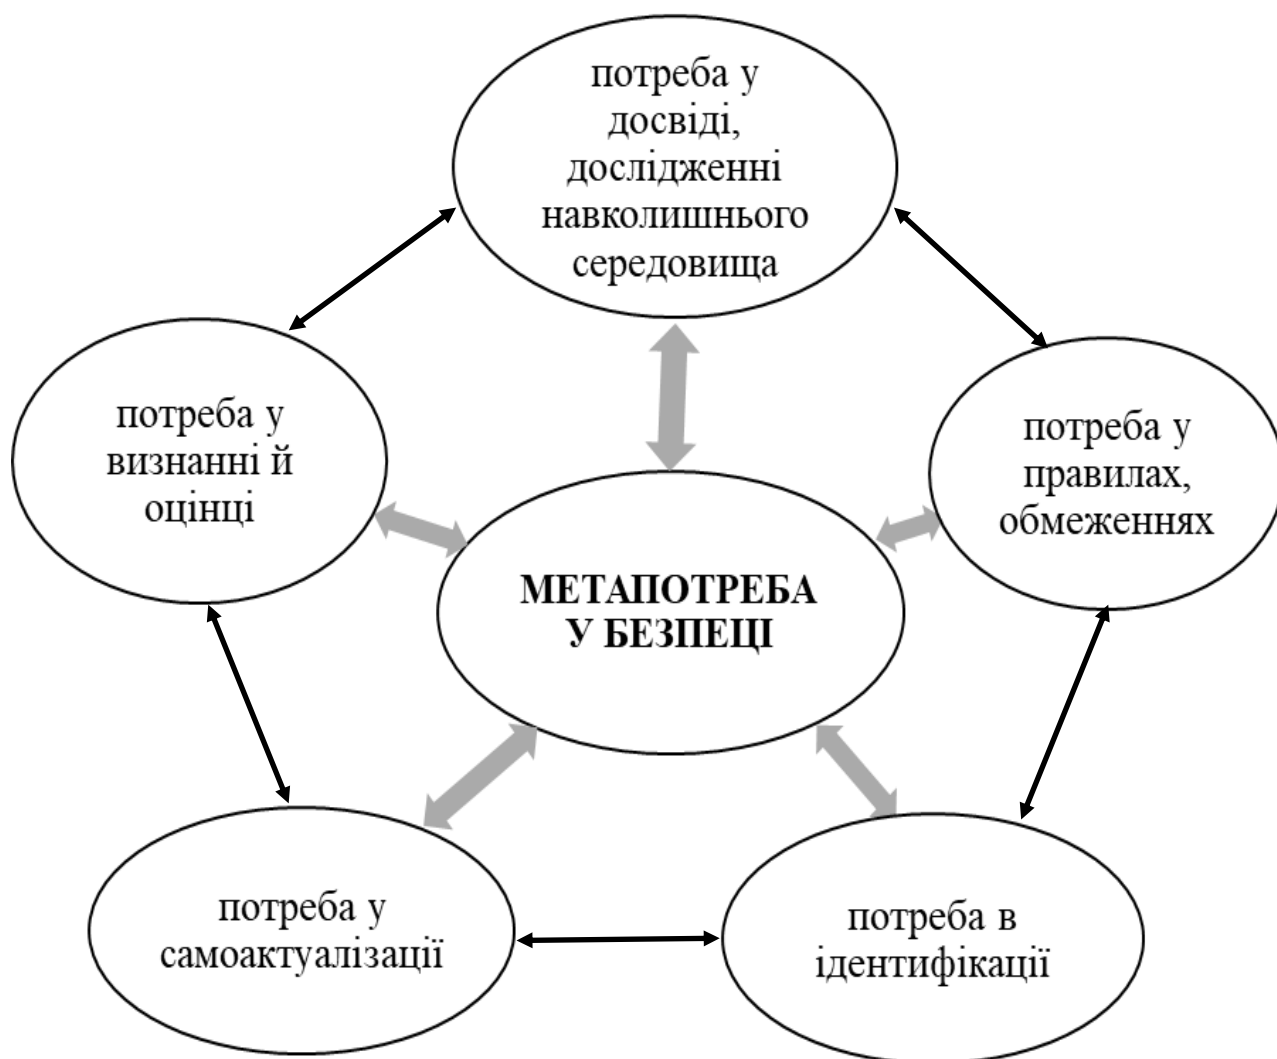 потреба у
досвіді,
дослідженні
навколишнього
середовища
потреба у
визнанні й
оцінці
потреба у
правилах,
обмеженнях
МЕТАПОТРЕБА
У БЕЗПЕЦІ
потреба у
самоактуалізації
потреба в
ідентифікації